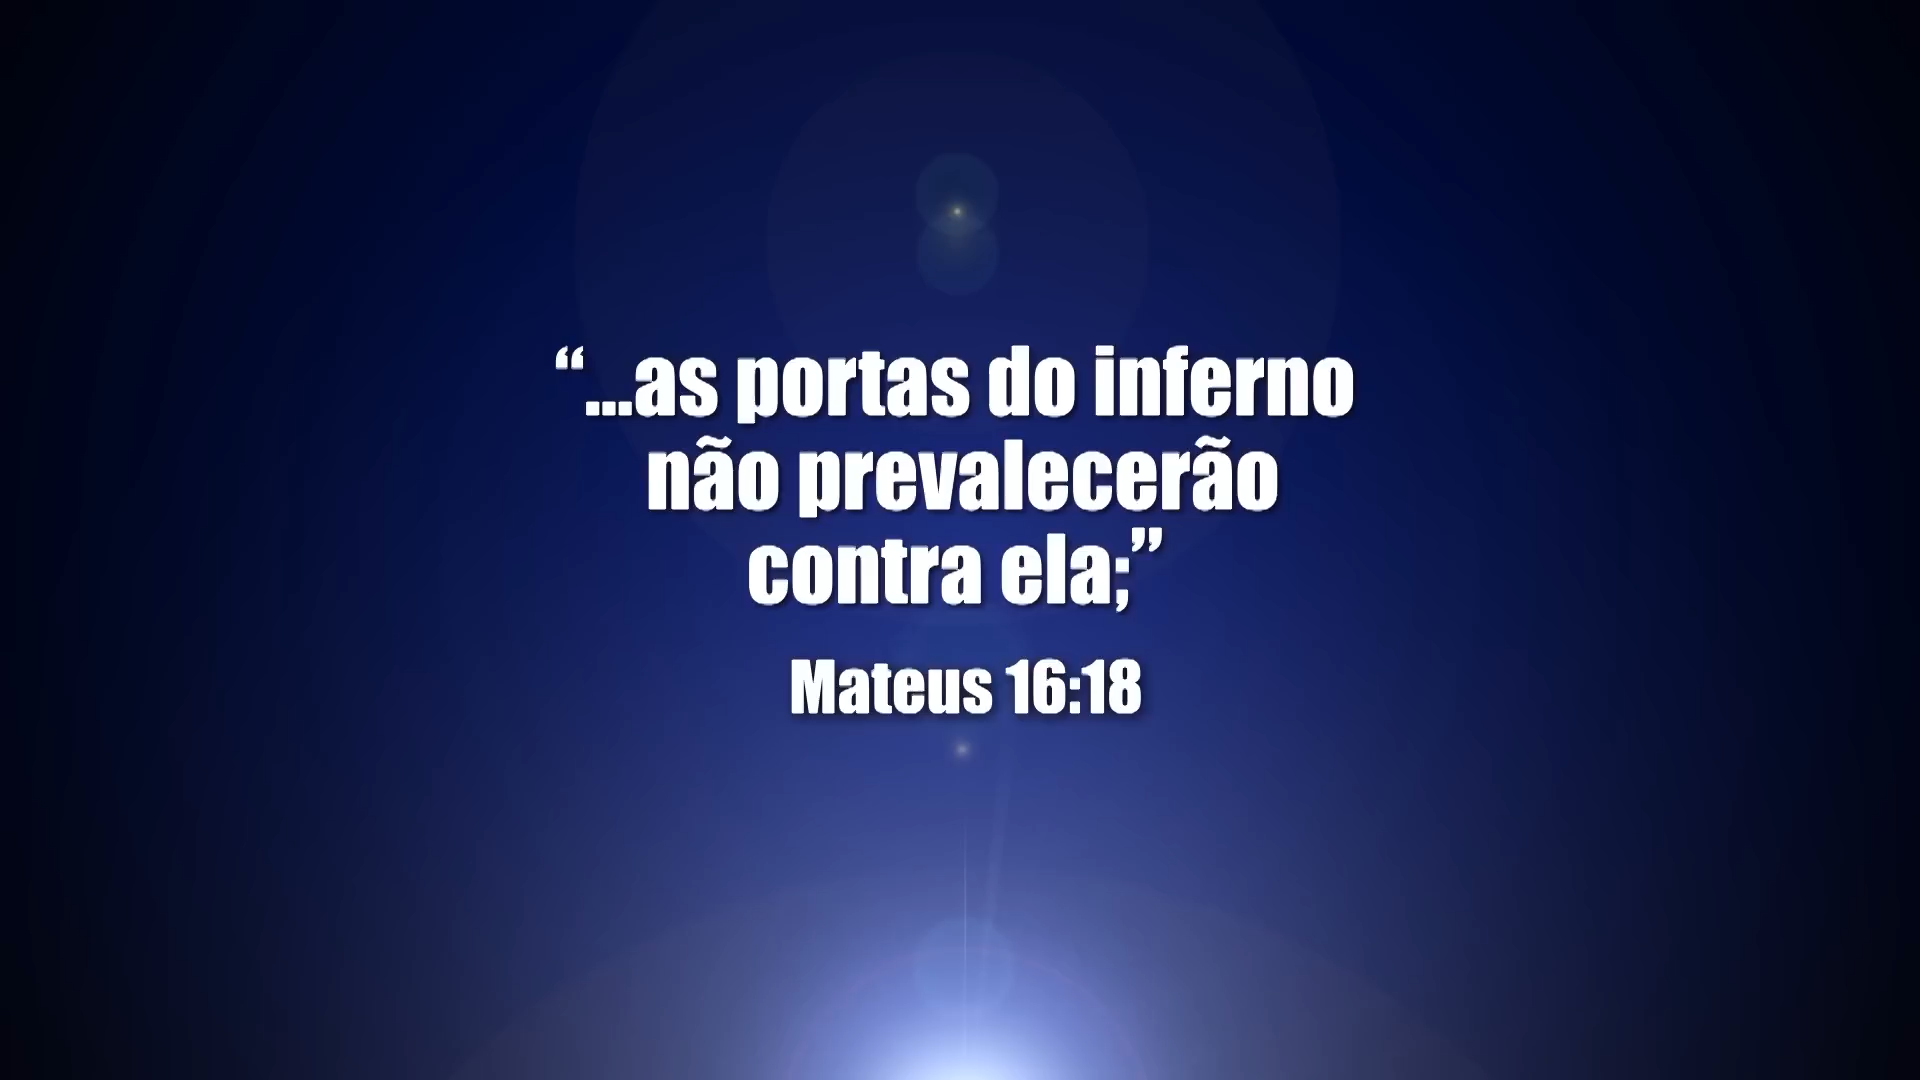 “...as portas do inferno
não prevalecerão
contra ela;”
Mateus 16:18